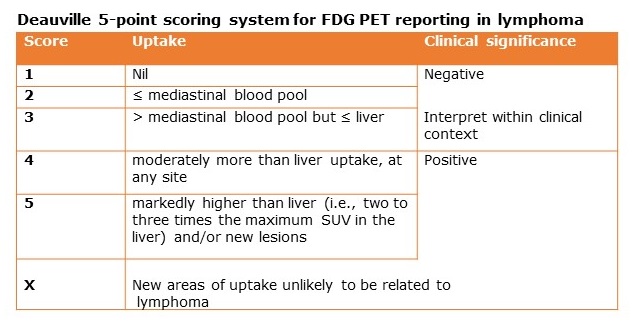 Deauville 5-point scoring system for FDG PET reporting in lymphoma
Score Uptake Clinical significance
1 Nil Negative
2 ≤ mediastinal blood pool
3 > mediastinal blood pool but ≤ liver Interpret within clinical
context
4 moderately more than liver uptake, at Positive
any site
5 markedly higher than liver (i.e., two to
three times the maximum SUV in the
liver) and/or new lesions
X New areas of uptake unlikely to be related to
lymphoma